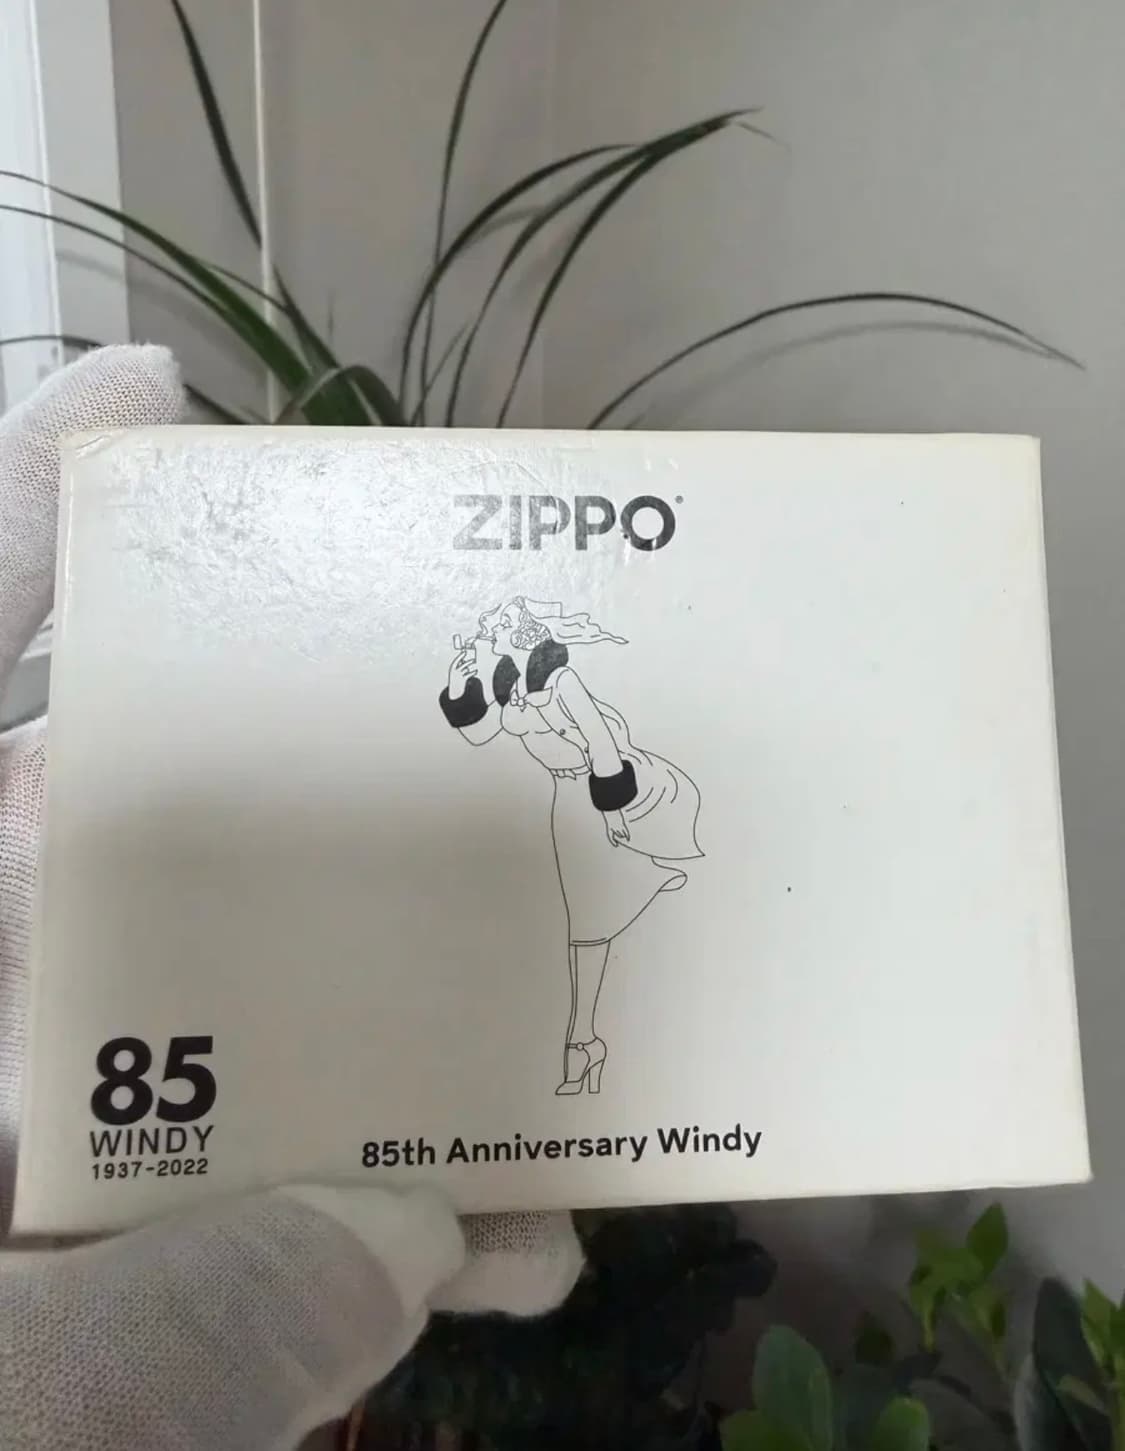 ZIPPO®
85
WINDY
1937-2022
85th Anniversary Windy